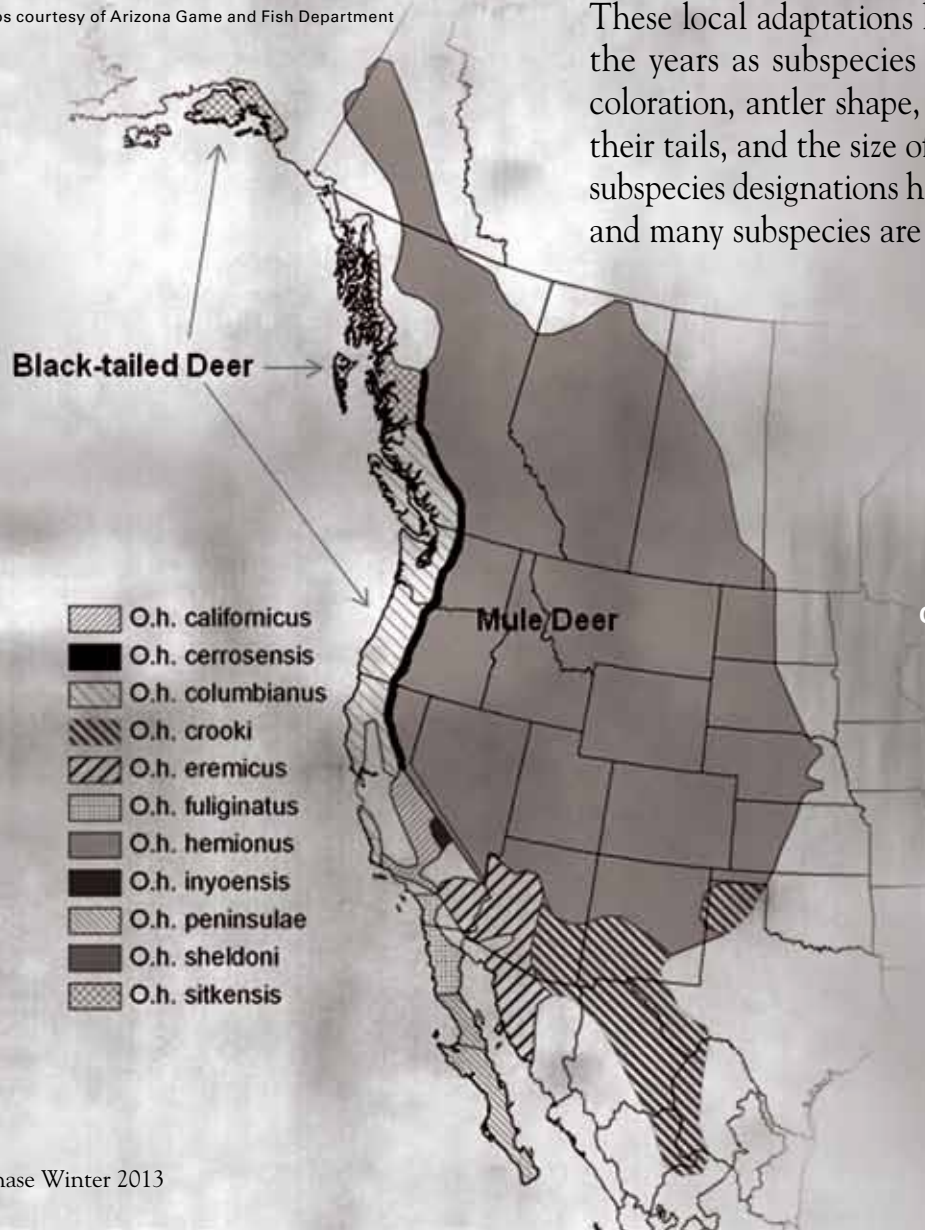 os courtesy of Arizona Game and Fish Department
These local adaptations
the years as subspecies
coloration, antler shape,
their tails, and the size of
subspecies designations
and many subspecies are
Black-tailed Deer
Mule Deer
O.h. californicus
O.h. cerrosensis
O.h. columbianus
O.h. crooki
O.h. eremicus
O.h. fuliginatus
O.h. hemionus
O.h. inyoensis
O.h. peninsulae
O.h. sheldoni
O.h. sitkensis
hase Winter 2013